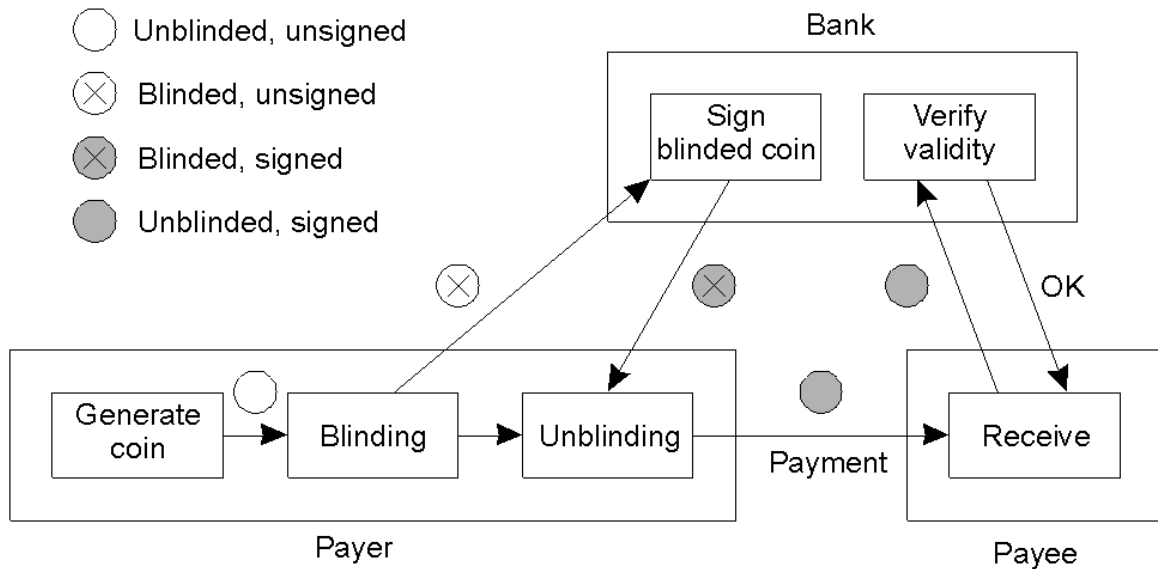 Unblinded, unsigned
Blinded, unsigned
Blinded, signed
Unblinded, signed
Bank
Sign
blinded coin
Verify
validity
OK
Generate
coin
Blinding
Unblinding
Payment
Receive
Payer
Payee